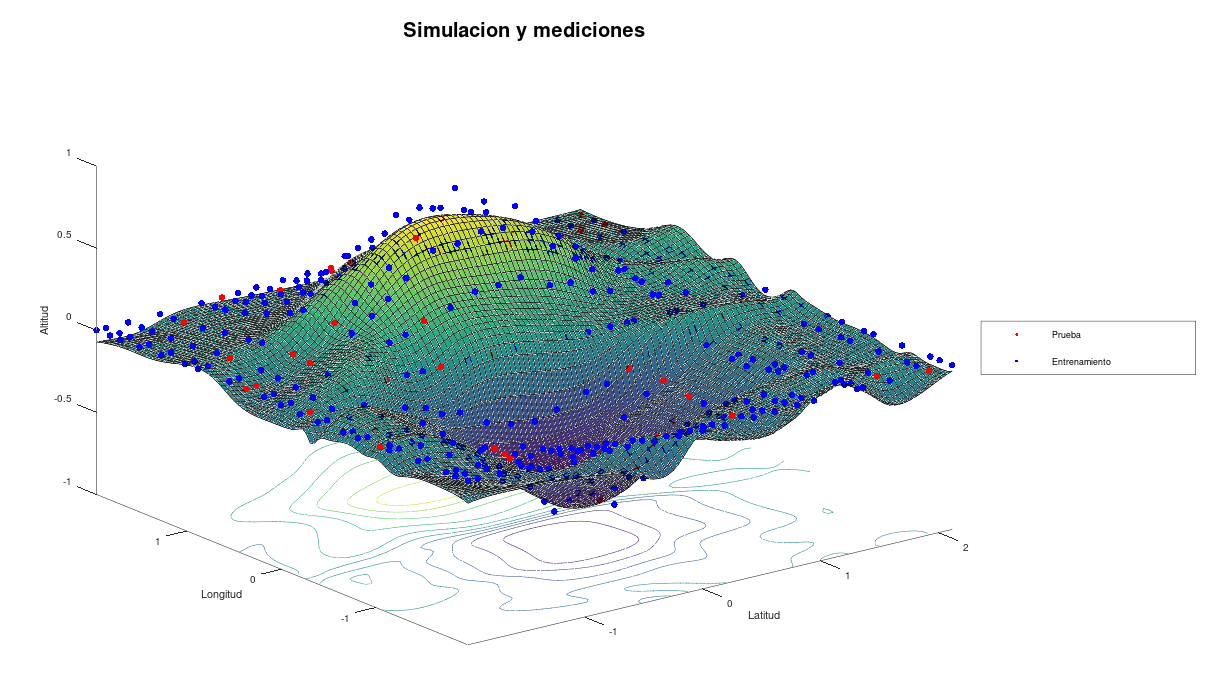 Simulacion y mediciones
1
0.5
0
-0.5
-1
Altitud
1
0
-1
Longitud
-1
0
1
2
Latitud
Prueba
Entrenamiento